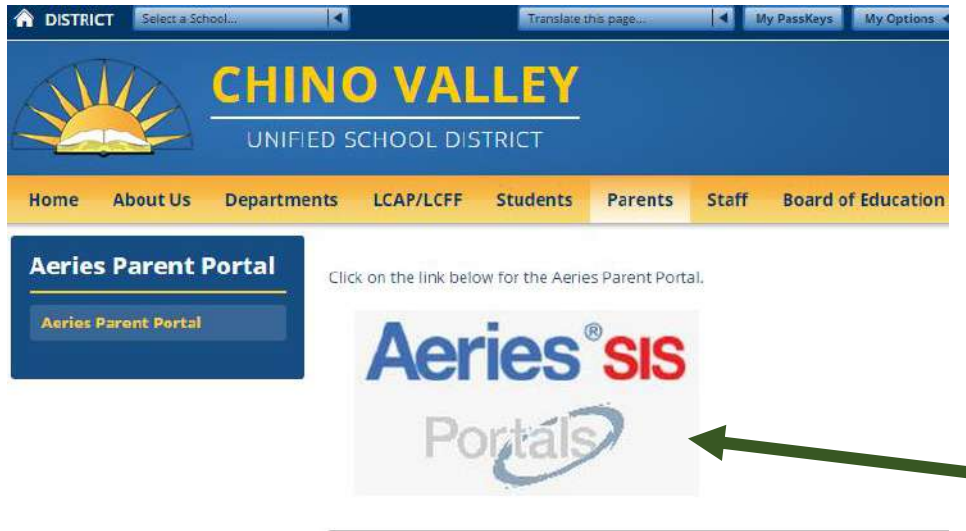 DISTRICT Select a School... Translate this page... My PassKeys My Options
CHINO VALLEY
UNIFIED SCHOOL DISTRICT
Home About Us Departments LCAP/LCFF Students Parents Staff Board of Education
Aeries Parent Portal
Click on the link below for the Aeries Parent Portal.
Aeries Parent Portal
Aeries® SIS
Portals